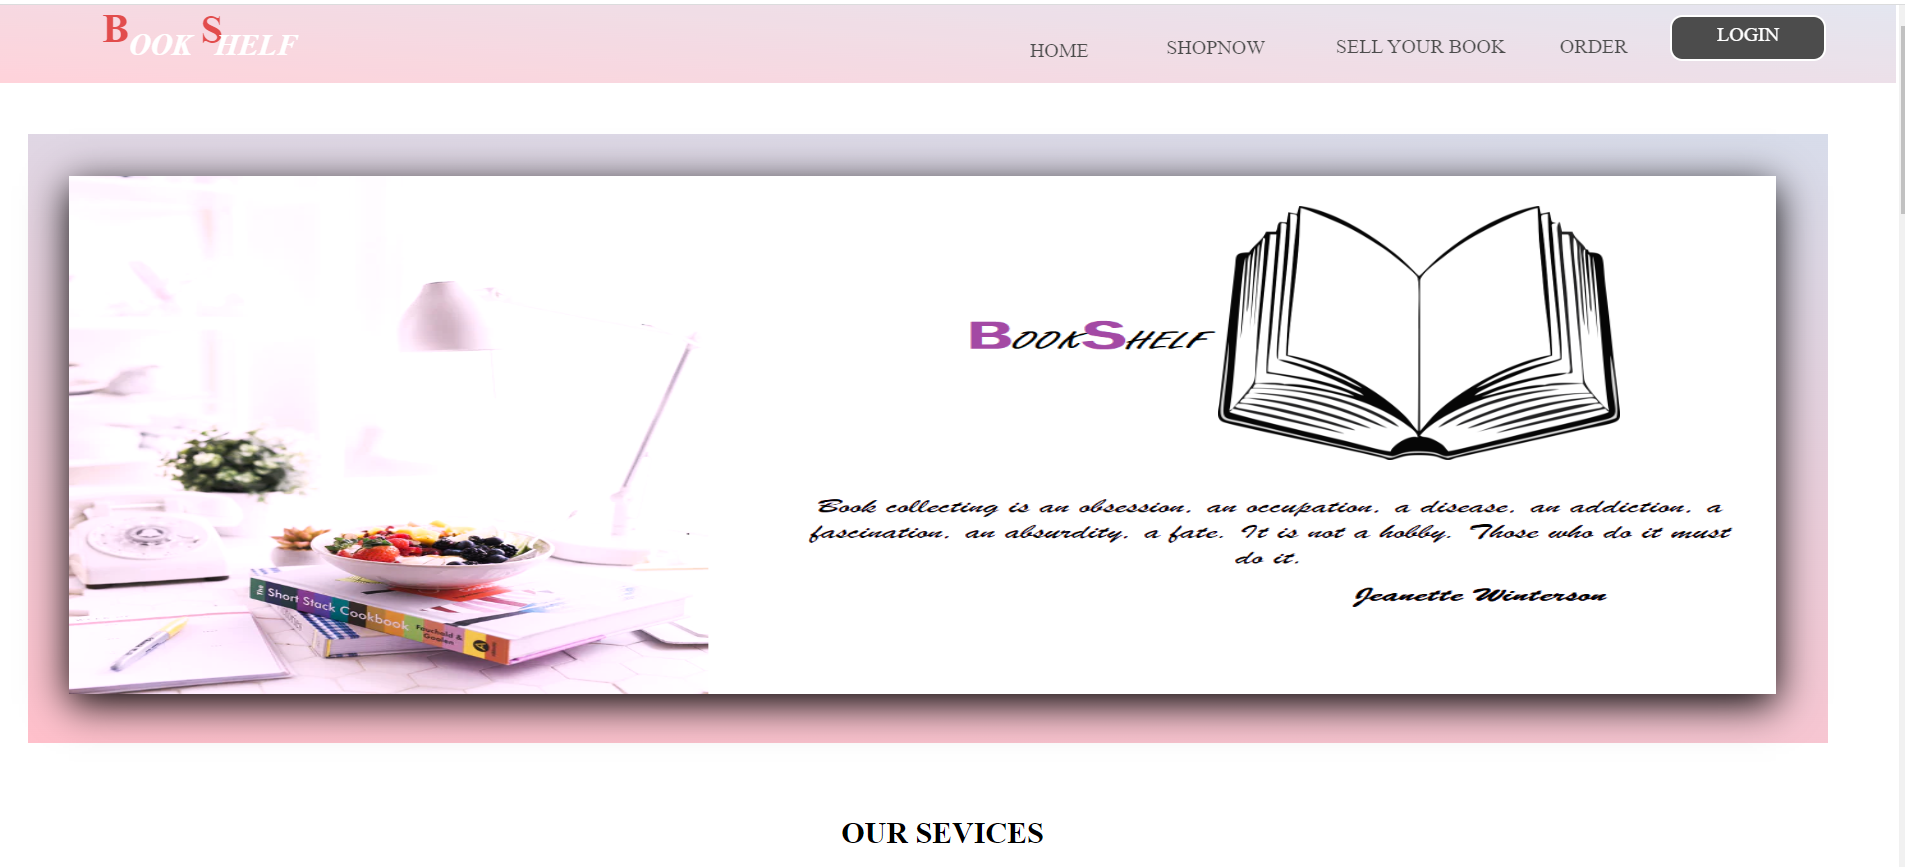 BOOK SHELF
HOME SHOPNOW SELL YOUR BOOK ORDER LOGIN
BOOKSHELF
Book collecting is an obsession, an occupation, a disease, an addiction, a
fascination, an absurdity, a fate. It is not a hobby. Those who do it must
do it.
Jeanette Winterson
The Short Stack Cookbook
Fauchald &
Goolen
OUR SEVICES